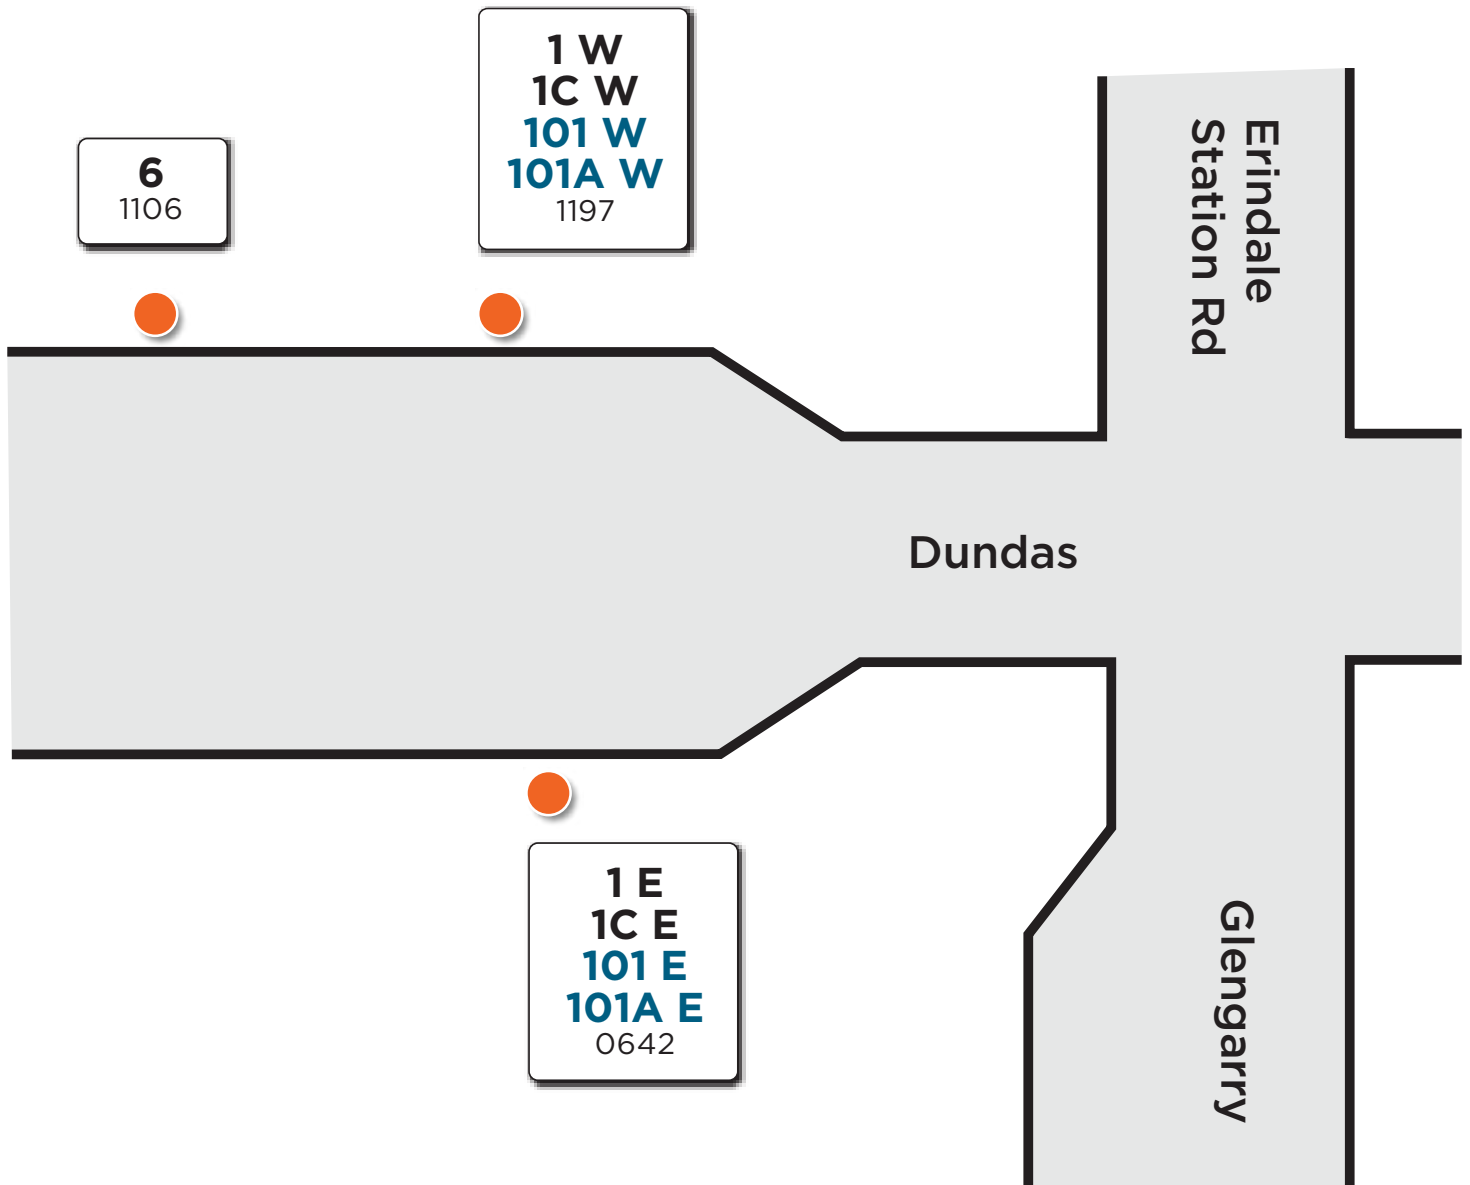 1 W
1C W
101 W
101A W
1197
6
1106
Erindale
Station Rd
Dundas
1 E
1C E
101 E
101A E
0642
Glengarry